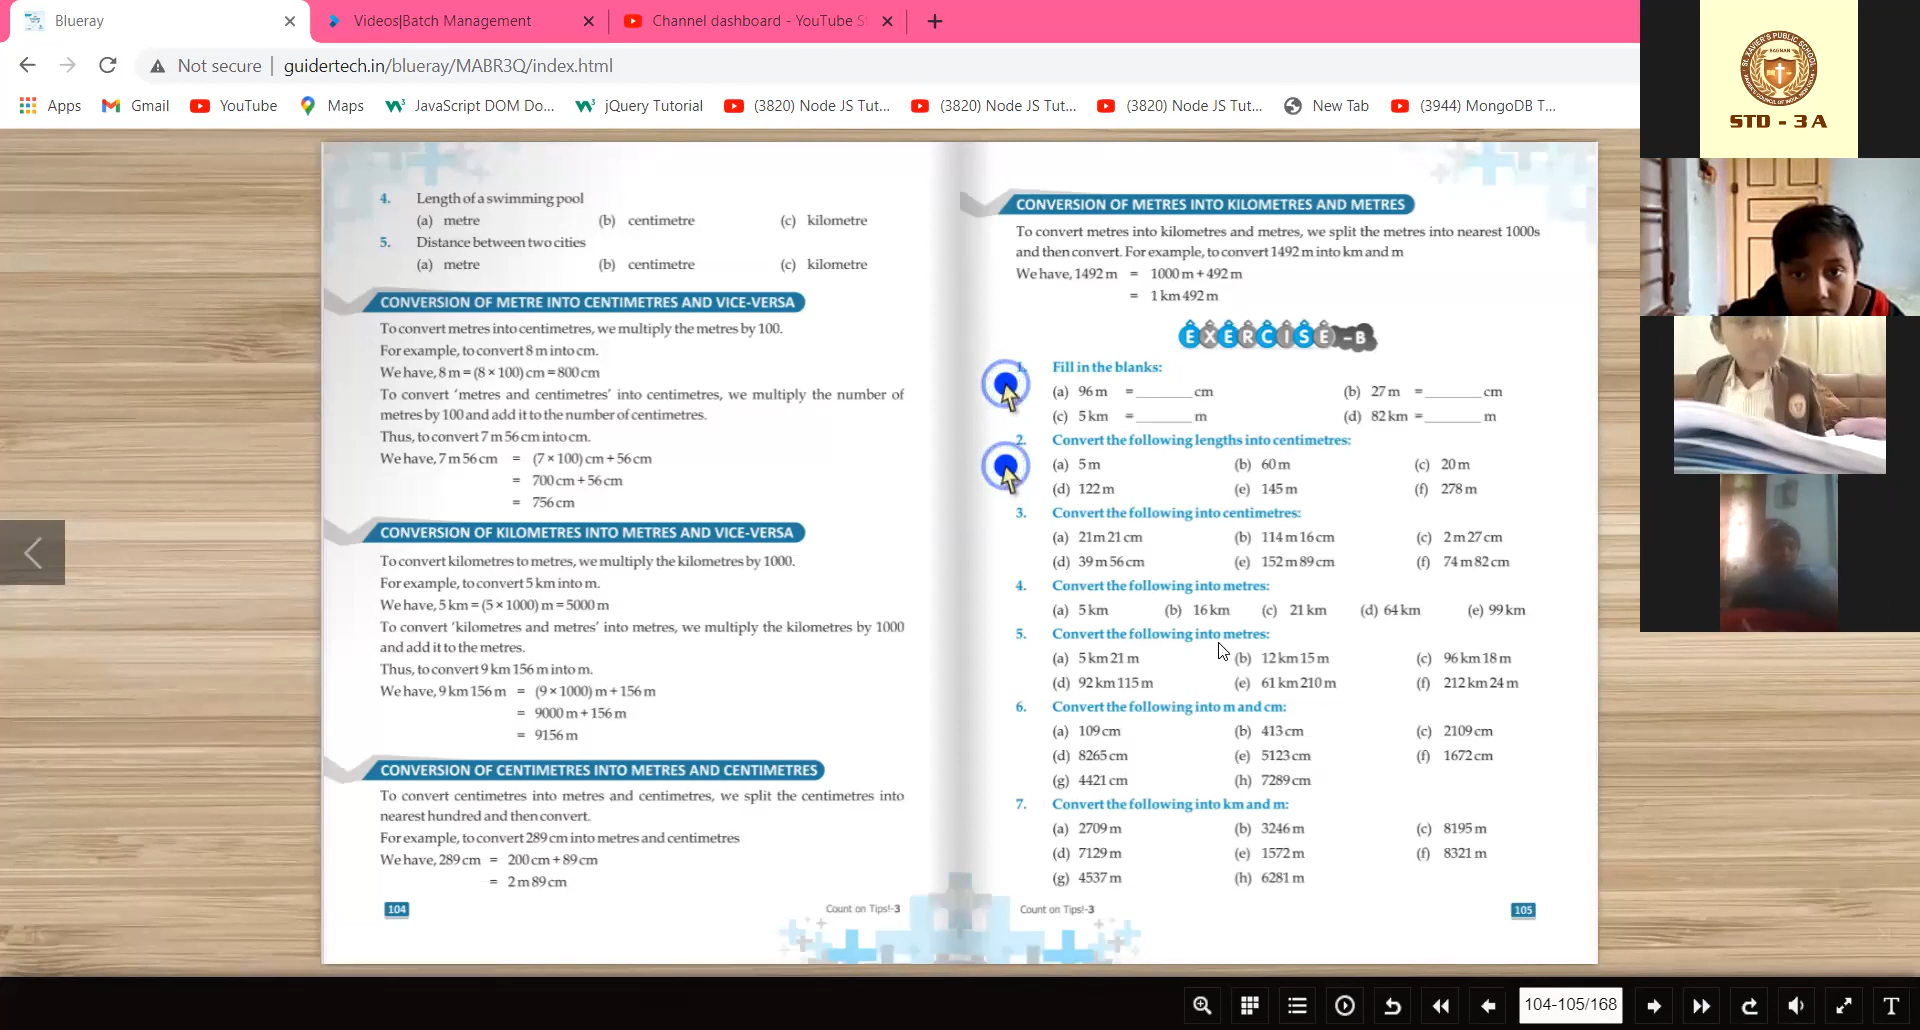 Blueray
Videos|Batch Management
Channel dashboard - YouTube S
Not secure
guidertech.in/blueray/MABR3Q/index.html
Apps
Gmail
YouTube
Maps
JavaScript DOM Do...
jQuery Tutorial
(3820) Node JS Tut...
(3820) Node JS Tut...
(3820) Node JS Tut...
New Tab
(3944) MongoDB T...
ST. XAVIER'S PUBLIC SCHOOL
BAGNAN
STD - 3 A
4. Length of a swimming pool
(a) metre (b) centimetre (c) kilometre
5. Distance between two cities
(a) metre (b) centimetre (c) kilometre
CONVERSION OF METRE INTO CENTIMETRES AND VICE-VERSA
To convert metres into centimetres, we multiply the metres by 100.
For example, to convert 8 m into cm.
We have, 8 m = (8 × 100) cm = 800 cm
To convert 'metres and centimetres' into centimetres, we multiply the number of
metres by 100 and add it to the number of centimetres.
Thus, to convert 7 m 56 cm into cm.
We have, 7 m 56 cm = (7 × 100) cm + 56 cm
= 700 cm + 56 cm
= 756 cm
CONVERSION OF KILOMETRES INTO METRES AND VICE-VERSA
To convert kilometres to metres, we multiply the kilometres by 1000.
For example, to convert 5 km into m.
We have, 5 km = (5 × 1000) m = 5000 m
To convert 'kilometres and metres' into metres, we multiply the kilometres by 1000
and add it to the metres.
Thus, to convert 9 km 156 m into m.
We have, 9 km 156 m = (9 × 1000) m + 156 m
= 9000 m + 156 m
= 9156 m
CONVERSION OF CENTIMETRES INTO METRES AND CENTIMETRES
To convert centimetres into metres and centimetres, we split the centimetres into
nearest hundred and then convert.
For example, to convert 289 cm into metres and centimetres
We have, 289 cm = 200 cm + 89 cm
= 2 m 89 cm
104
Count on Tips!-3
CONVERSION OF METRES INTO KILOMETRES AND METRES
To convert metres into kilometres and metres, we split the metres into nearest 1000s
and then convert. For example, to convert 1492 m into km and m
We have, 1492 m = 1000 m + 492 m
= 1 km 492 m
EXERCISE-B
1. Fill in the blanks:
(a) 96 m = ________ cm (b) 27 m = ________ cm
(c) 5 km = ________ m (d) 82 km = ________ m
2. Convert the following lengths into centimetres:
(a) 5 m (b) 60 m (c) 20 m
(d) 122 m (e) 145 m (f) 278 m
3. Convert the following into centimetres:
(a) 21m 21 cm (b) 114 m 16 cm (c) 2 m 27 cm
(d) 39 m 56 cm (e) 152 m 89 cm (f) 74 m 82 cm
4. Convert the following into metres:
(a) 5 km (b) 16 km (c) 21 km (d) 64 km (e) 99 km
5. Convert the following into metres:
(a) 5 km 21 m (b) 12 km 15 m (c) 96 km 18 m
(d) 92 km 115 m (e) 61 km 210 m (f) 212 km 24 m
6. Convert the following into m and cm:
(a) 109 cm (b) 413 cm (c) 2109 cm
(d) 8265 cm (e) 5123 cm (f) 1672 cm
(g) 4421 cm (h) 7289 cm
7. Convert the following into km and m:
(a) 2709 m (b) 3246 m (c) 8195 m
(d) 7129 m (e) 1572 m (f) 8321 m
(g) 4537 m (h) 6281 m
Count on Tips!-3
105
104-105/168
T